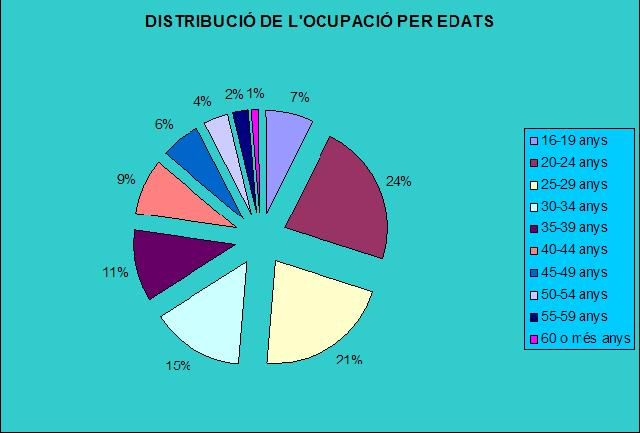 DISTRIBUCIÓ DE L'OCUPACIÓ PER EDATS
4%
2%
1%
7%
6%
24%
9%
11%
15%
21%
16-19 anys
20-24 anys
25-29 anys
30-34 anys
35-39 anys
40-44 anys
45-49 anys
50-54 anys
55-59 anys
60 o més anys